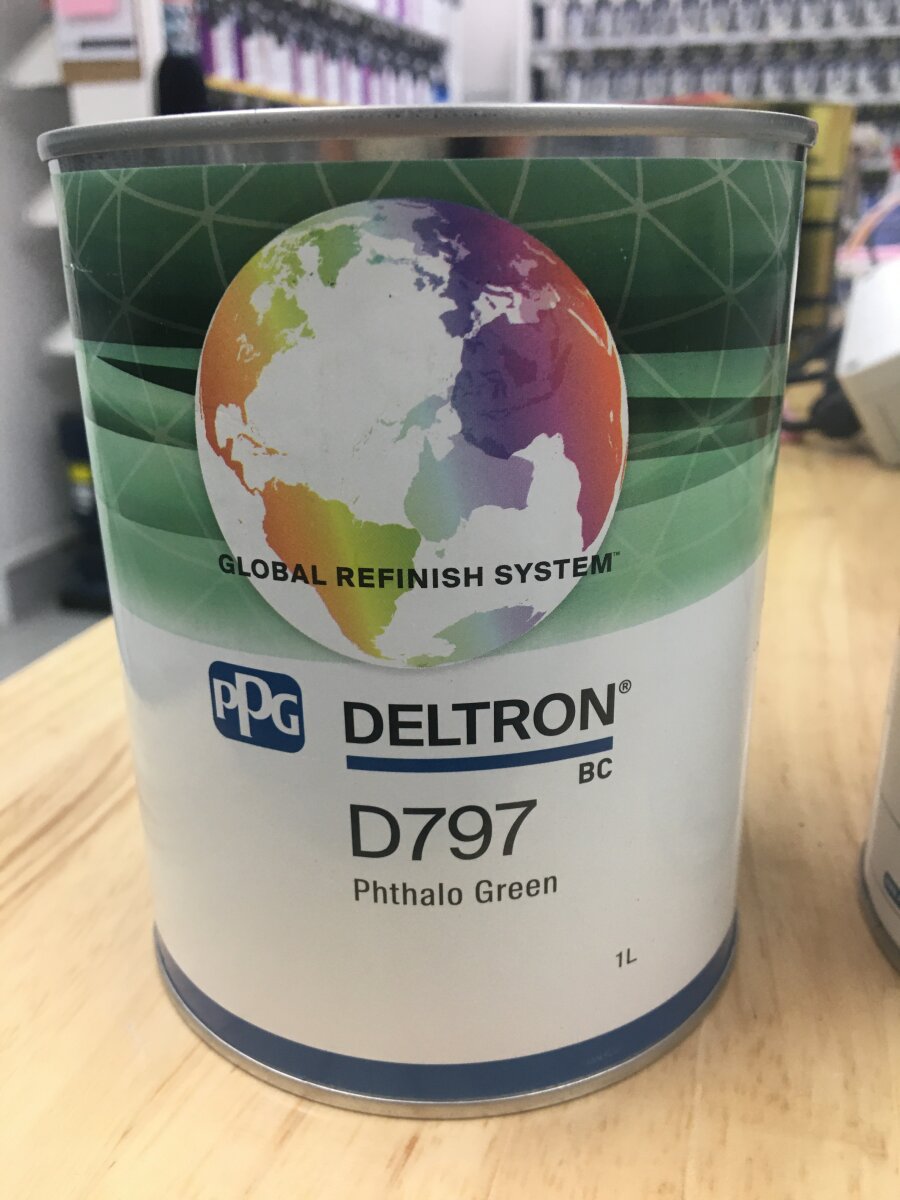 GLOBAL REFINISH SYSTEM™
PPG
DELTRON®
BC
D797
Phthalo Green
1L